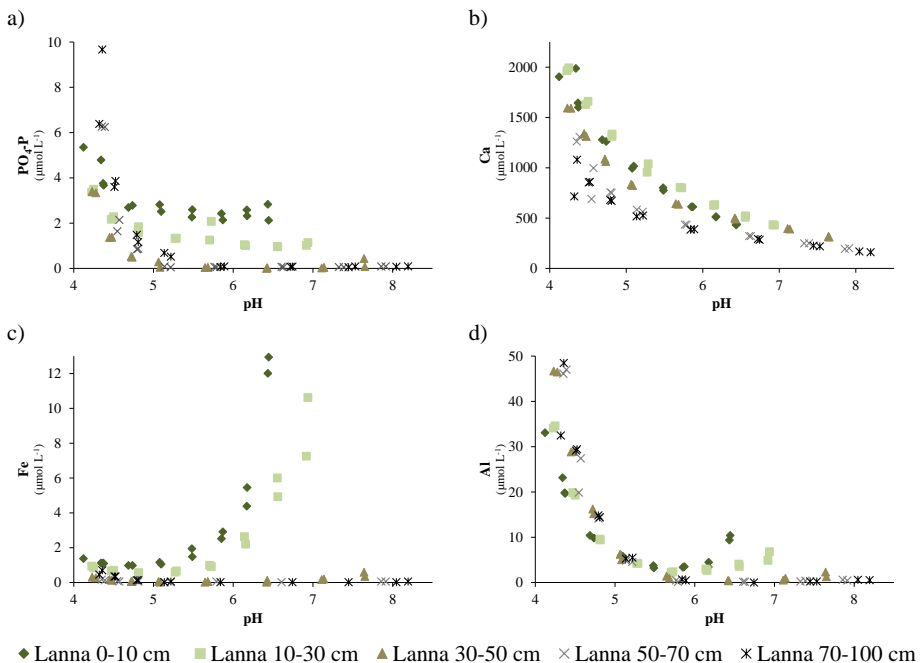 a)
10
8
6
4
2
0
PO₄-P
(µmol L⁻¹)
4 5 6 7 8
pH
b)
2000
1500
1000
500
0
Ca
(µmol L⁻¹)
4 5 6 7 8
pH
c)
12
10
8
6
4
2
0
Fe
(µmol L⁻¹)
4 5 6 7 8
pH
d)
50
40
30
20
10
0
Al
(µmol L⁻¹)
4 5 6 7 8
pH
Lanna 0-10 cm Lanna 10-30 cm Lanna 30-50 cm Lanna 50-70 cm Lanna 70-100 cm